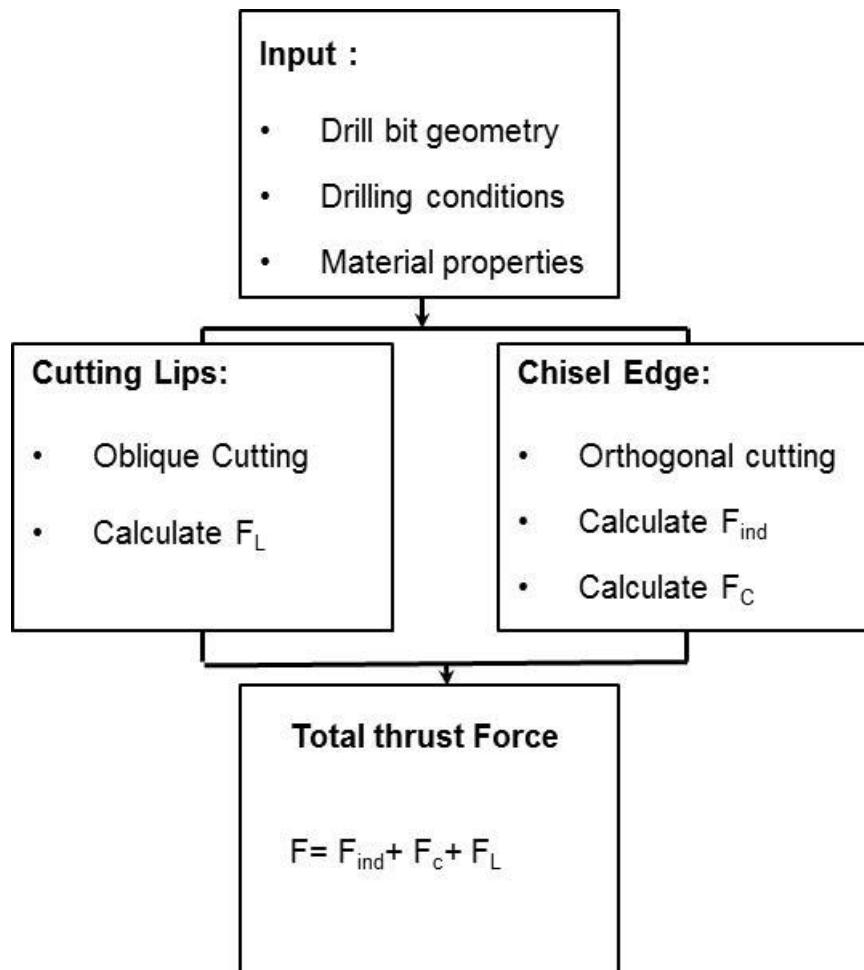 Input :
• Drill bit geometry
• Drilling conditions
• Material properties
Cutting Lips:
• Oblique Cutting
• Calculate F_L
Chisel Edge:
• Orthogonal cutting
• Calculate F_ind
• Calculate F_C
Total thrust Force
F= F_ind+ F_c+ F_L